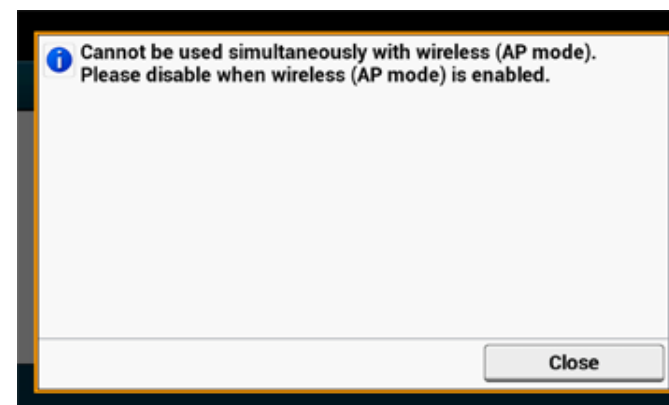 Cannot be used simultaneously with wireless (AP mode).
Please disable when wireless (AP mode) is enabled.
Close